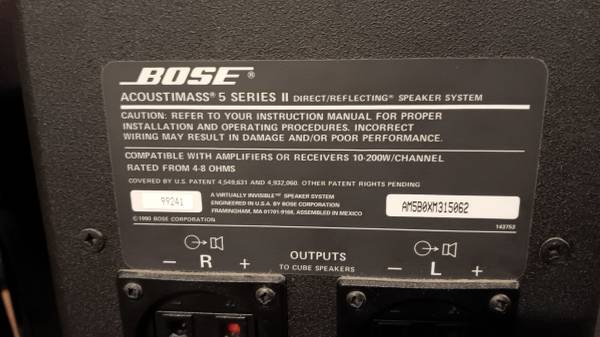 BOSE®
ACOUSTIMASS® 5 SERIES II DIRECT/REFLECTING® SPEAKER SYSTEM
CAUTION: REFER TO YOUR INSTRUCTION MANUAL FOR PROPER
INSTALLATION AND OPERATING PROCEDURES. INCORRECT
WIRING MAY RESULT IN DAMAGE AND/OR POOR PERFORMANCE.
COMPATIBLE WITH AMPLIFIERS OR RECEIVERS 10-200W/CHANNEL
RATED FROM 4-8 OHMS
COVERED BY U.S. PATENT 4,549,631 AND 4,932,060. OTHER PATENT RIGHTS PENDING.
99241
A VIRTUALLY INVISIBLE™ SPEAKER SYSTEM
ENGINEERED IN U.S.A. BY BOSE CORPORATION
FRAMINGHAM, MA 01701-9168. ASSEMBLED IN MEXICO
AM5B0XM315062
©1990 BOSE CORPORATION
143753
− R +
OUTPUTS
TO CUBE SPEAKERS
− L +